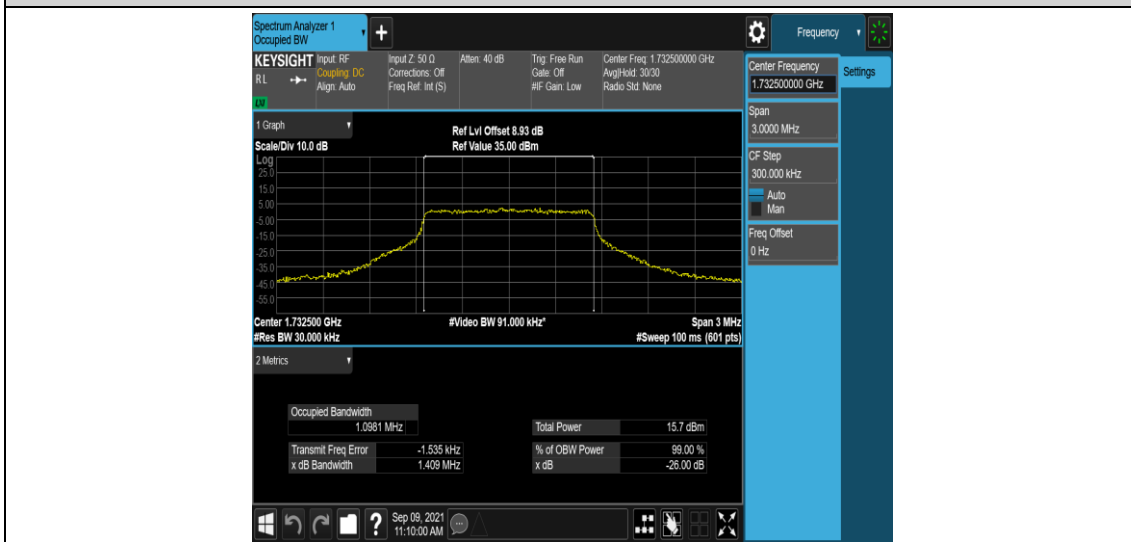 Spectrum Analyzer 1
Occupied BW
+
Frequency
KEYSIGHT
RL
LXI
Input: RF
Coupling: DC
Align: Auto
Input Z: 50 Ω
Corrections: Off
Freq Ref: Int (S)
Atten: 40 dB
Trig: Free Run
Gate: Off
#IF Gain: Low
Center Freq: 1.732500000 GHz
Avg|Hold: 30/30
Radio Std: None
Center Frequency
1.732500000 GHz
Settings
Span
3.0000 MHz
CF Step
300.000 kHz
Auto
Man
Freq Offset
0 Hz
1 Graph
Scale/Div 10.0 dB
Ref Lvl Offset 8.93 dB
Ref Value 35.00 dBm
Log
25.0
15.0
5.00
-5.00
-15.0
-25.0
-35.0
-45.0
-55.0
Center 1.732500 GHz
#Video BW 91.000 kHz*
Span 3 MHz
#Res BW 30.000 kHz
#Sweep 100 ms (601 pts)
2 Metrics
Occupied Bandwidth
1.0981 MHz
Total Power 15.7 dBm
Transmit Freq Error -1.535 kHz
% of OBW Power 99.00 %
x dB Bandwidth 1.409 MHz
x dB -26.00 dB
?
Sep 09, 2021
11:10:00 AM